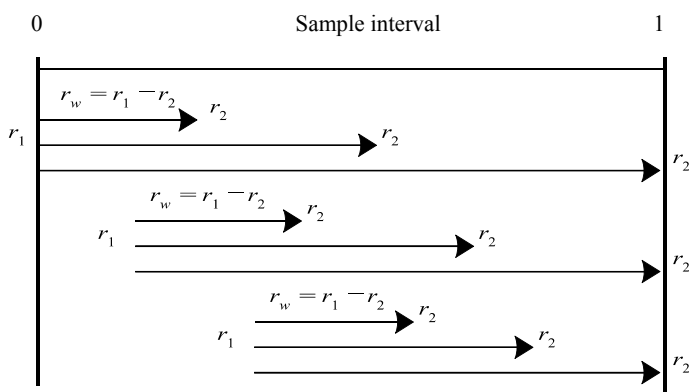 0 Sample interval 1
r_w = r_1 − r_2
r_2
r_1
r_2
r_2
r_w = r_1 − r_2
r_2
r_1
r_2
r_2
r_w = r_1 − r_2
r_2
r_1
r_2
r_2